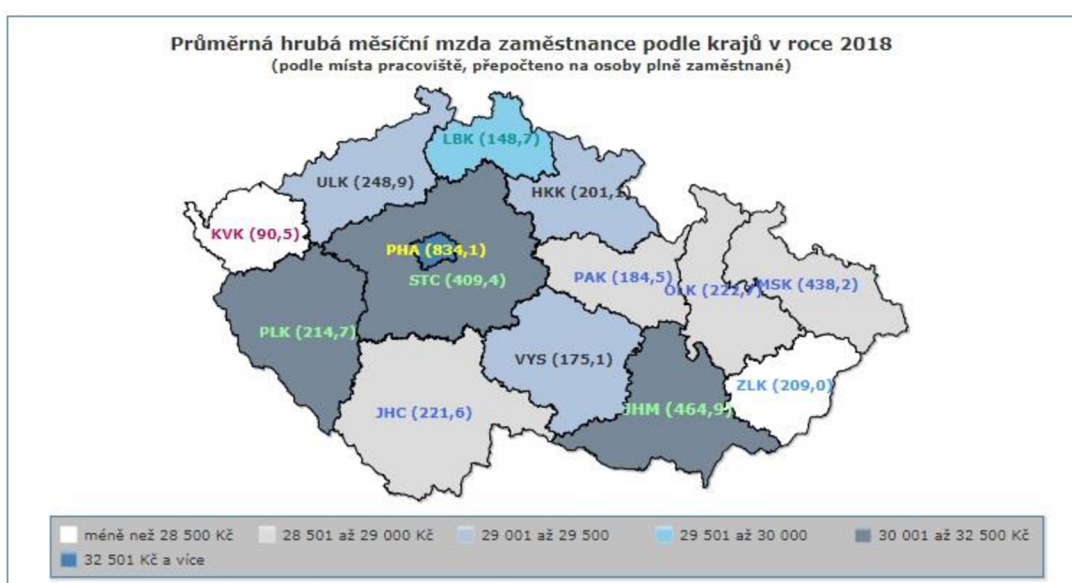 Průměrná hrubá měsíční mzda zaměstnance podle krajů v roce 2018
(podle místa pracoviště, přepočteno na osoby plně zaměstnané)
LBK (148,7)
ULK (248,9)
HKK (201,1)
KVK (90,5)
PHA (834,1)
STC (409,4)
PAK (184,5)
OLK (222,7)
MSK (438,2)
PLK (214,7)
VYS (175,1)
ZLK (209,0)
JHC (221,6)
JHM (464,9)
méně než 28 500 Kč 28 501 až 29 000 Kč 29 001 až 29 500 29 501 až 30 000 30 001 až 32 500 Kč
32 501 Kč a více